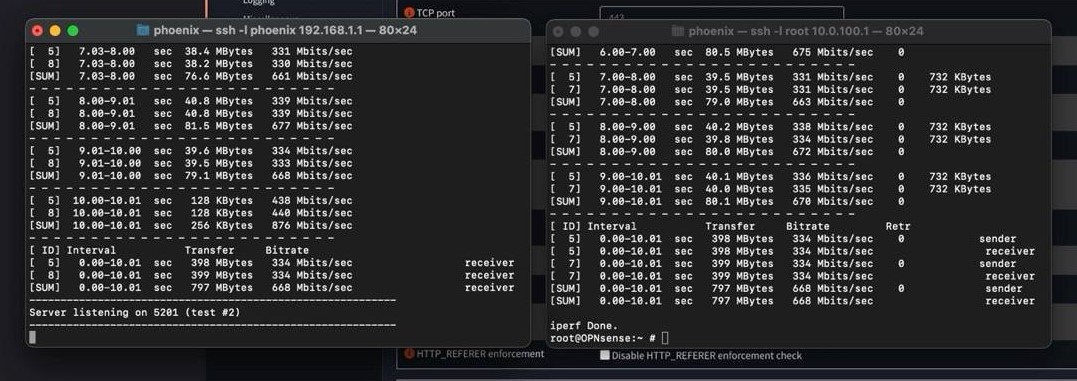 Logging
TCP port
phoenix — ssh -l phoenix 192.168.1.1 — 80×24
[  5]   7.03-8.00   sec  38.4 MBytes   331 Mbits/sec
[  8]   7.03-8.00   sec  38.2 MBytes   330 Mbits/sec
[SUM]   7.03-8.00   sec  76.6 MBytes   661 Mbits/sec
- - - - - - - - - - - - - - - - - - - - - - - - -
[  5]   8.00-9.01   sec  40.8 MBytes   339 Mbits/sec
[  8]   8.00-9.01   sec  40.8 MBytes   339 Mbits/sec
[SUM]   8.00-9.01   sec  81.5 MBytes   677 Mbits/sec
- - - - - - - - - - - - - - - - - - - - - - - - -
[  5]   9.01-10.00  sec  39.6 MBytes   334 Mbits/sec
[  8]   9.01-10.00  sec  39.5 MBytes   333 Mbits/sec
[SUM]   9.01-10.00  sec  79.1 MBytes   668 Mbits/sec
- - - - - - - - - - - - - - - - - - - - - - - - -
[  5]  10.00-10.01  sec   128 KBytes   438 Mbits/sec
[  8]  10.00-10.01  sec   128 KBytes   440 Mbits/sec
[SUM]  10.00-10.01  sec   256 KBytes   876 Mbits/sec
- - - - - - - - - - - - - - - - - - - - - - - - -
[ ID] Interval           Transfer     Bitrate
[  5]   0.00-10.01  sec   398 MBytes   334 Mbits/sec                  receiver
[  8]   0.00-10.01  sec   399 MBytes   334 Mbits/sec                  receiver
[SUM]   0.00-10.01  sec   797 MBytes   668 Mbits/sec                  receiver
-----------------------------------------------------------
Server listening on 5201 (test #2)
-----------------------------------------------------------
phoenix — ssh -l root 10.0.100.1 — 80×24
[SUM]   6.00-7.00   sec  80.5 MBytes   675 Mbits/sec    0
- - - - - - - - - - - - - - - - - - - - - - - - -
[  5]   7.00-8.00   sec  39.5 MBytes   331 Mbits/sec    0    732 KBytes
[  7]   7.00-8.00   sec  39.5 MBytes   331 Mbits/sec    0    732 KBytes
[SUM]   7.00-8.00   sec  79.0 MBytes   663 Mbits/sec    0
- - - - - - - - - - - - - - - - - - - - - - - - -
[  5]   8.00-9.00   sec  40.2 MBytes   338 Mbits/sec    0    732 KBytes
[  7]   8.00-9.00   sec  39.8 MBytes   334 Mbits/sec    0    732 KBytes
[SUM]   8.00-9.00   sec  80.0 MBytes   672 Mbits/sec    0
- - - - - - - - - - - - - - - - - - - - - - - - -
[  5]   9.00-10.01  sec  40.1 MBytes   336 Mbits/sec    0    732 KBytes
[  7]   9.00-10.01  sec  40.0 MBytes   335 Mbits/sec    0    732 KBytes
[SUM]   9.00-10.01  sec  80.1 MBytes   670 Mbits/sec    0
- - - - - - - - - - - - - - - - - - - - - - - - -
[ ID] Interval           Transfer     Bitrate         Retr
[  5]   0.00-10.01  sec   398 MBytes   334 Mbits/sec    0             sender
[  5]   0.00-10.01  sec   398 MBytes   334 Mbits/sec                  receiver
[  7]   0.00-10.01  sec   399 MBytes   334 Mbits/sec    0             sender
[  7]   0.00-10.01  sec   399 MBytes   334 Mbits/sec                  receiver
[SUM]   0.00-10.01  sec   797 MBytes   668 Mbits/sec    0             sender
[SUM]   0.00-10.01  sec   797 MBytes   668 Mbits/sec                  receiver
iperf Done.
root@OPNsense:~ #
HTTP_REFERER enforcement
Disable HTTP_REFERER enforcement check